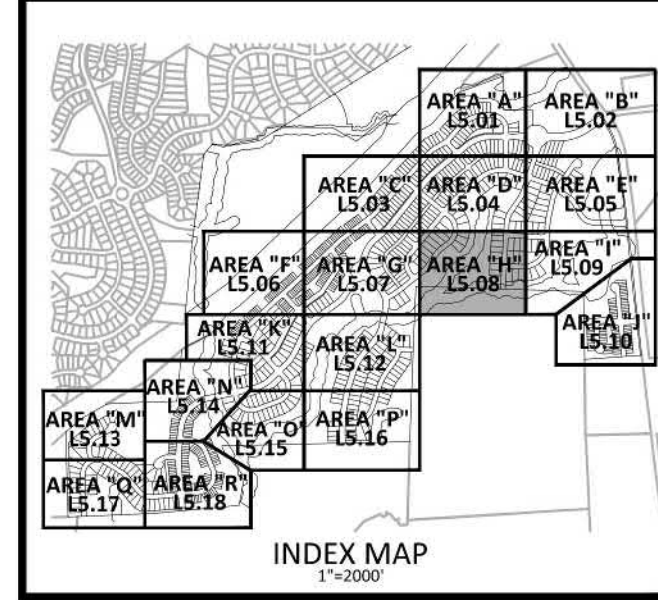 AREA "A"
L5.01
AREA "B"
L5.02
AREA "C"
L5.03
AREA "D"
L5.04
AREA "E"
L5.05
AREA "F"
L5.06
AREA "G"
L5.07
AREA "H"
L5.08
AREA "I"
L5.09
AREA "J"
L5.10
AREA "K"
L5.11
AREA "L"
L5.12
AREA "N"
L5.14
AREA "M"
L5.13
AREA "O"
L5.15
AREA "P"
L5.16
AREA "Q"
L5.17
AREA "R"
L5.18
INDEX MAP
1"=2000'